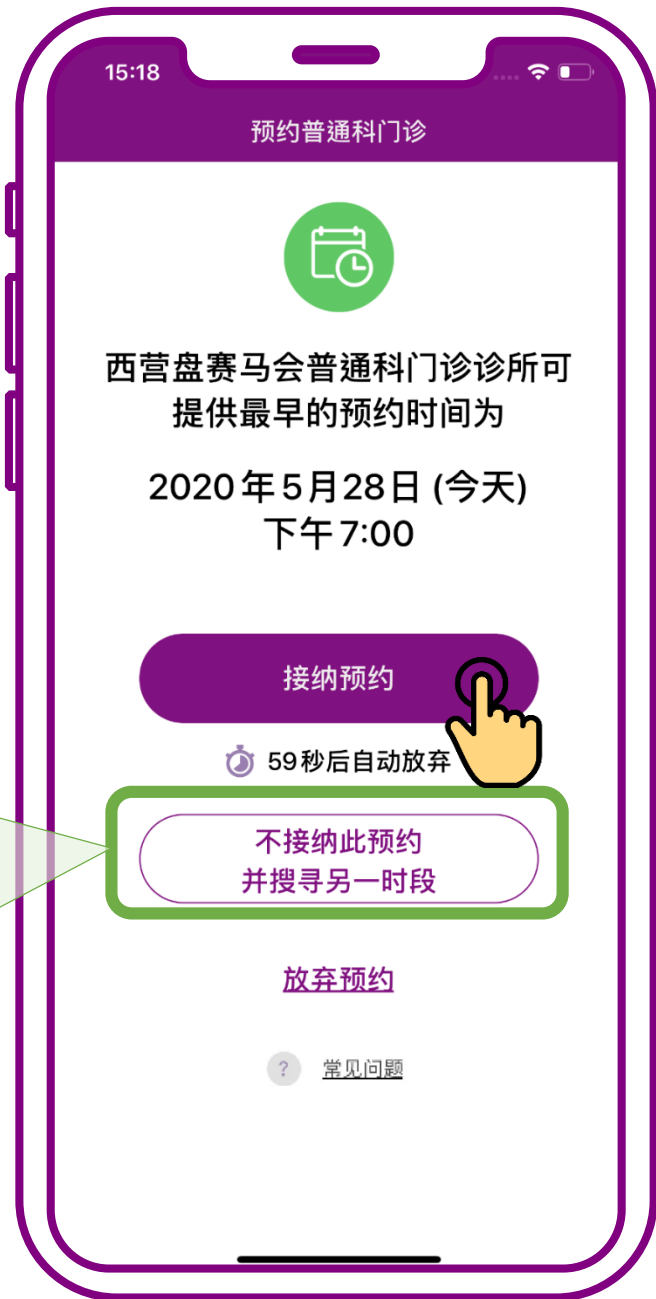 15:18
预约普通科门诊
西营盘赛马会普通科门诊诊所可
提供最早的预约时间为
2020年5月28日 (今天)
下午7:00
接纳预约
59秒后自动放弃
不接纳此预约
并搜寻另一时段
放弃预约
? 常见问题